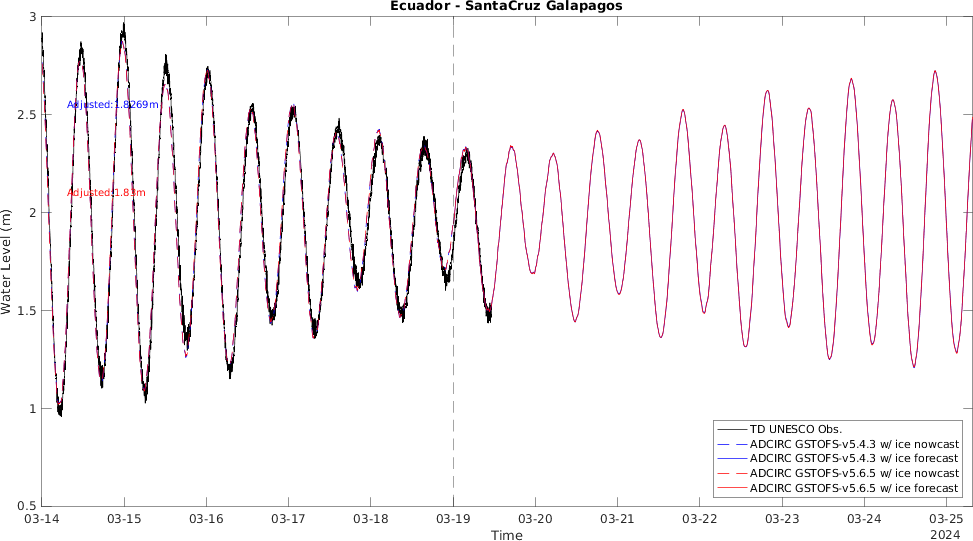 Ecuador - SantaCruz Galapagos
3
2.5
2
1.5
1
0.5
Water Level (m)
Adjusted:1.8269m
Adjusted:1.83m
TD UNESCO Obs.
ADCIRC GSTOFS-v5.4.3 w/ ice nowcast
ADCIRC GSTOFS-v5.4.3 w/ ice forecast
ADCIRC GSTOFS-v5.6.5 w/ ice nowcast
ADCIRC GSTOFS-v5.6.5 w/ ice forecast
03-14 03-15 03-16 03-17 03-18 03-19 03-20 03-21 03-22 03-23 03-24 03-25
Time
2024